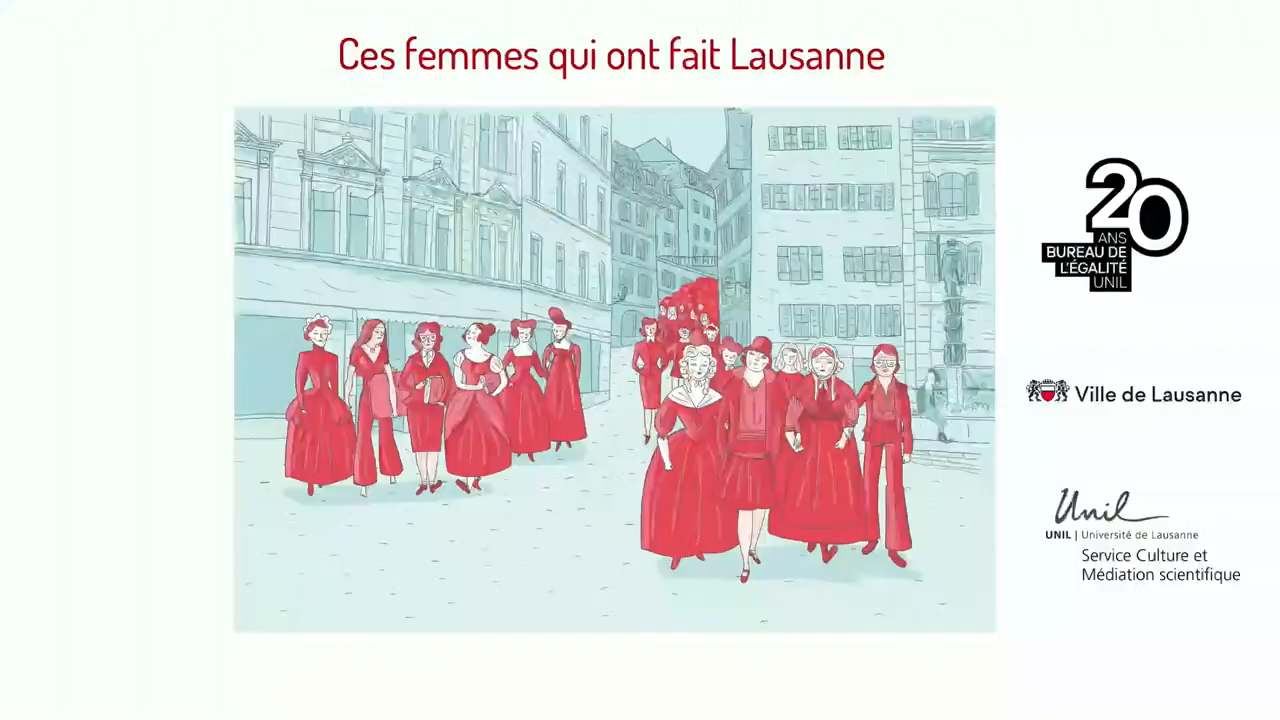 Ces femmes qui ont fait Lausanne
20
ANS
BUREAU DE
L'ÉGALITÉ
UNIL
Ville de Lausanne
Unil
UNIL | Université de Lausanne
Service Culture et
Médiation scientifique